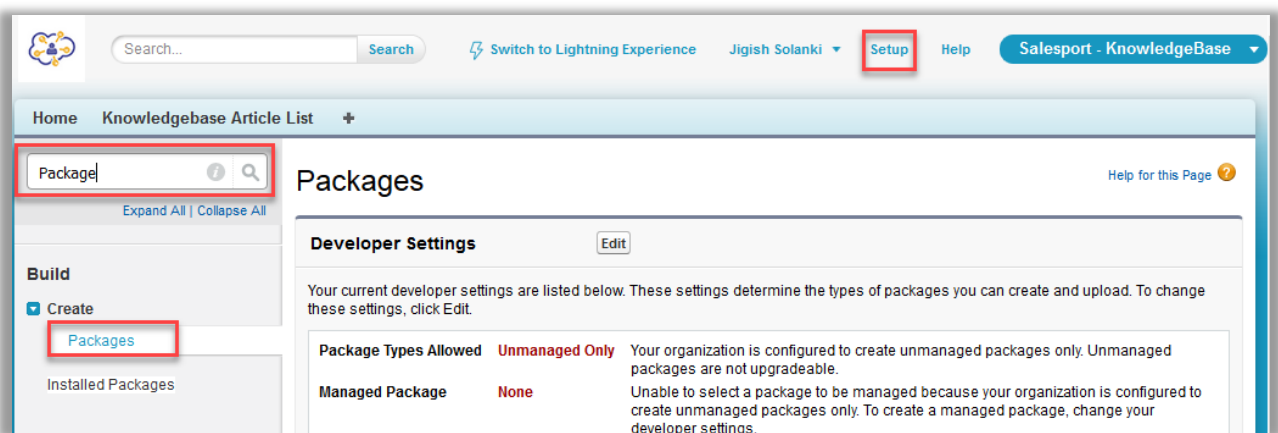 Search... Search Switch to Lightning Experience Jigish Solanki Setup Help Salesport - KnowledgeBase
Home Knowledgebase Article List +
Package
Expand All | Collapse All
Build
Create
Packages
Installed Packages
Packages
Help for this Page ?
Developer Settings Edit
Your current developer settings are listed below. These settings determine the types of packages you can create and upload. To change
these settings, click Edit.
Package Types Allowed Unmanaged Only Your organization is configured to create unmanaged packages only. Unmanaged
packages are not upgradeable.
Managed Package None Unable to select a package to be managed because your organization is configured to
create unmanaged packages only. To create a managed package, change your
developer settings.